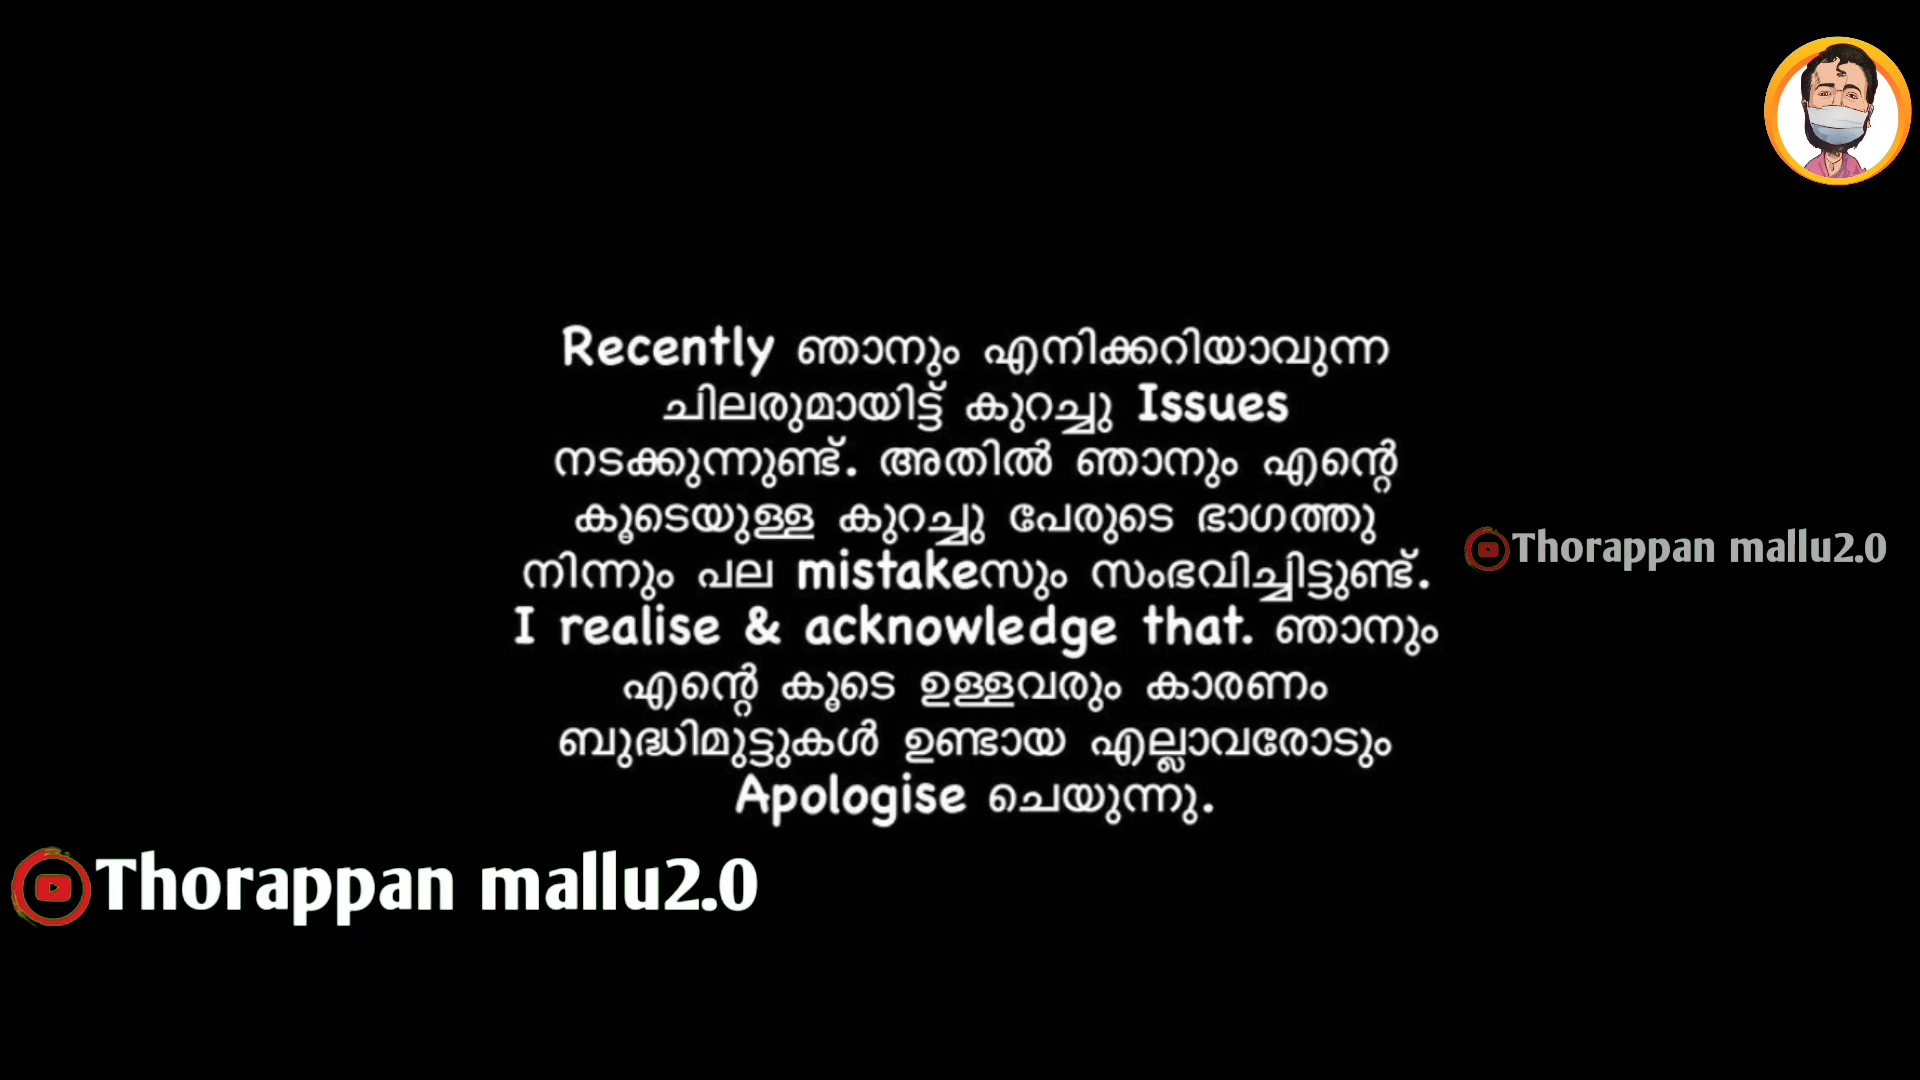 Recently ഞാനും എനിക്കറിയാവുന്ന
ചിലരുമായിട്ട് കുറച്ചു Issues
നടക്കുന്നുണ്ട്. അതിൽ ഞാനും എന്റെ
കൂടെയുള്ള കുറച്ചു പേരുടെ ഭാഗത്തു
നിന്നും പല mistakeസും സംഭവിച്ചിട്ടുണ്ട്.
I realise & acknowledge that. ഞാനും
എന്റെ കൂടെ ഉള്ളവരും കാരണം
ബുദ്ധിമുട്ടുകൾ ഉണ്ടായ എല്ലാവരോടും
Apologise ചെയുന്നു.
Thorappan mallu2.0
Thorappan mallu2.0